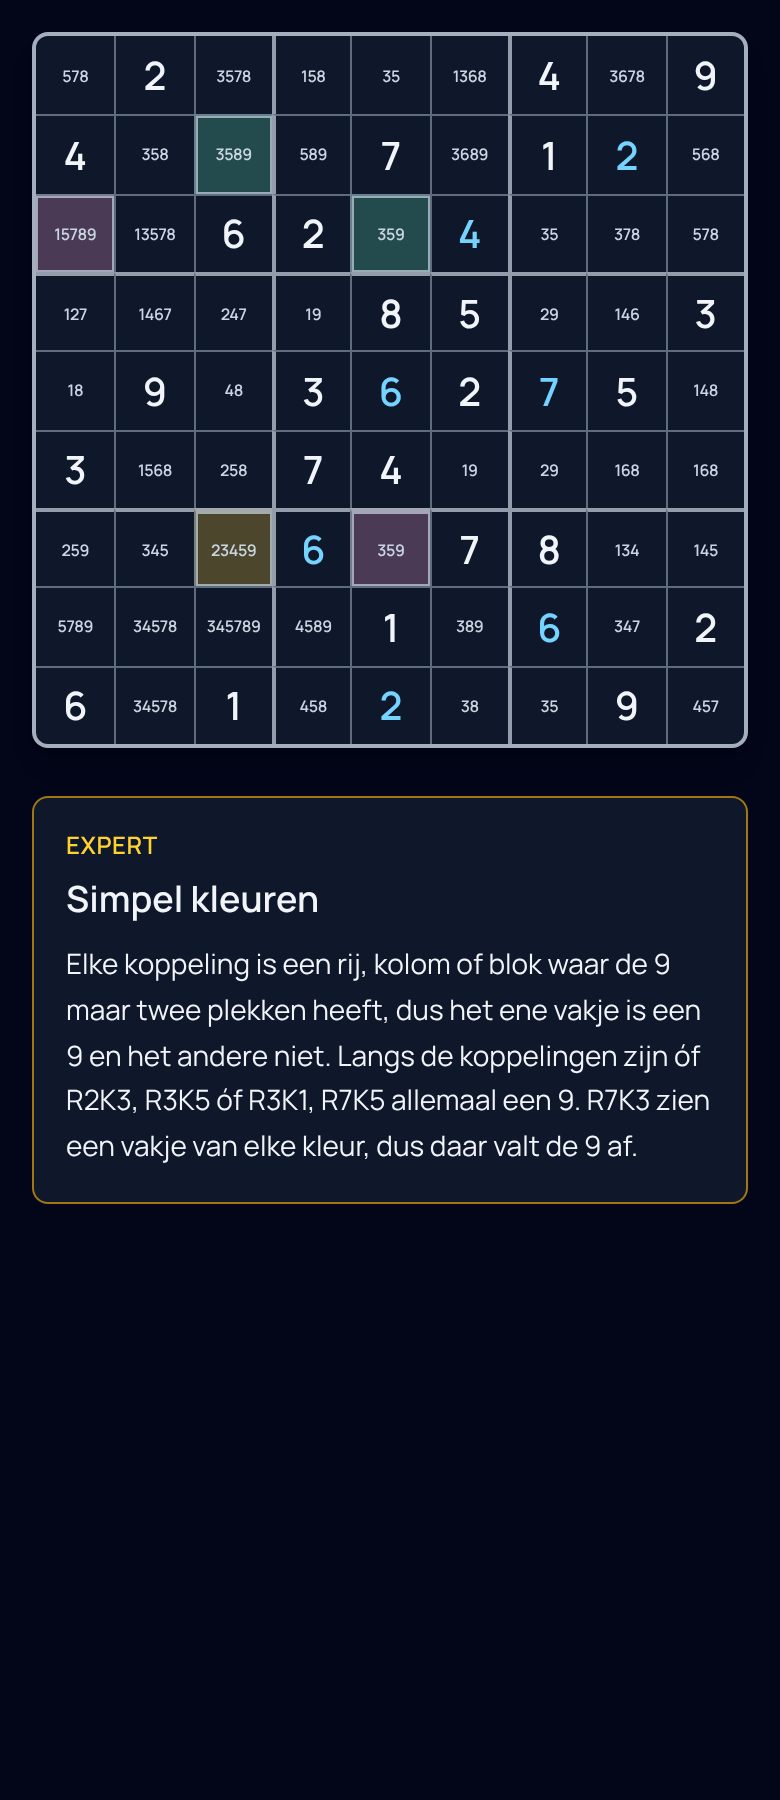 578 2 3578 158 35 1368 4 3678 9
4 358 3589 589 7 3689 1 2 568
15789 13578 6 2 359 4 35 378 578
127 1467 247 19 8 5 29 146 3
18 9 48 3 6 2 7 5 148
3 1568 258 7 4 19 29 168 168
259 345 23459 6 359 7 8 134 145
5789 34578 345789 4589 1 389 6 347 2
6 34578 1 458 2 38 35 9 457
EXPERT
Simpel kleuren
Elke koppeling is een rij, kolom of blok waar de 9
maar twee plekken heeft, dus het ene vakje is een
9 en het andere niet. Langs de koppelingen zijn óf
R2K3, R3K5 óf R3K1, R7K5 allemaal een 9. R7K3 zien
een vakje van elke kleur, dus daar valt de 9 af.